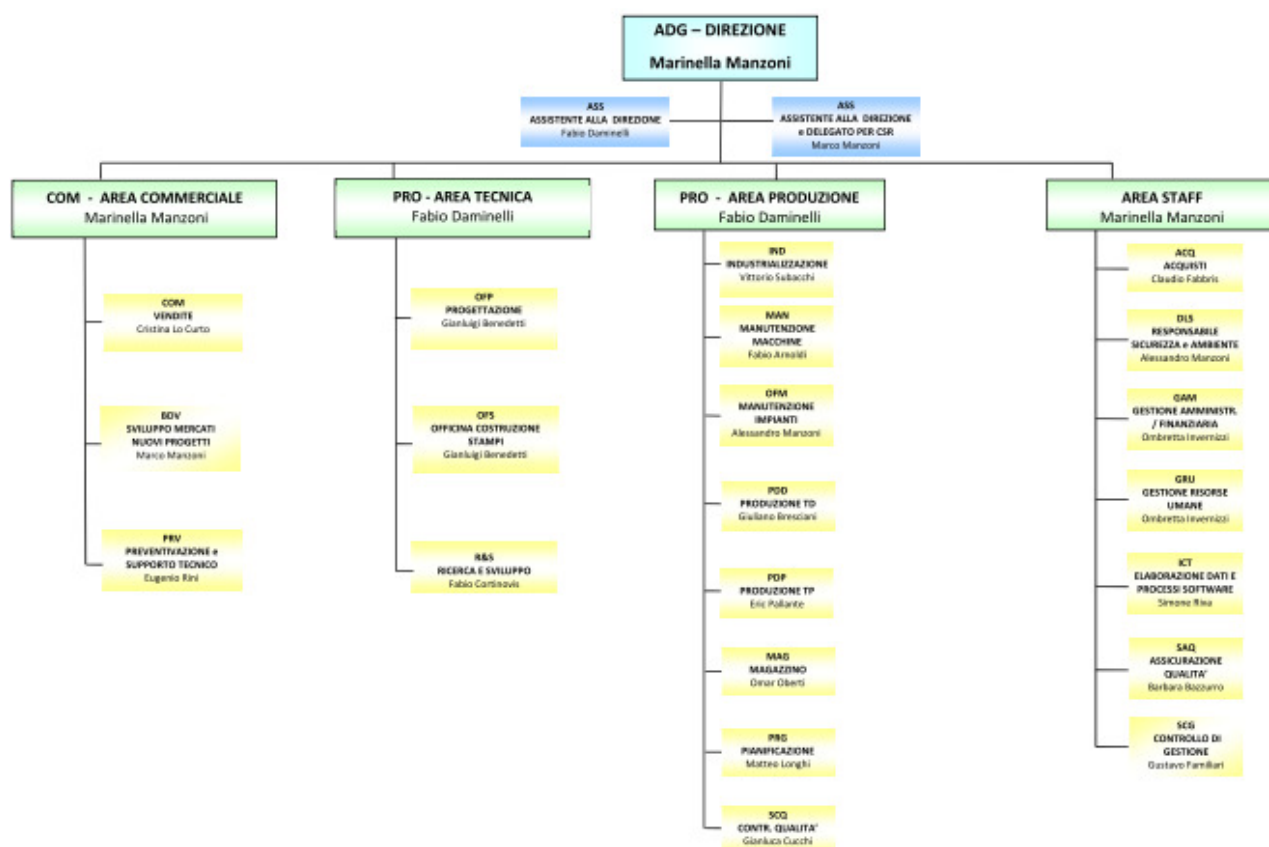 ADG – DIREZIONE
Marinella Manzoni
ASS
ASSISTENTE ALLA DIREZIONE
Fabio Daminelli
ASS
ASSISTENTE ALLA DIREZIONE
e DELEGATO PER CSR
Marco Manzoni
COM - AREA COMMERCIALE
Marinella Manzoni
PRO - AREA TECNICA
Fabio Daminelli
PRO - AREA PRODUZIONE
Fabio Daminelli
AREA STAFF
Marinella Manzoni
COM
VENDITE
Cristina Lo Curto
BDV
SVILUPPO MERCATI
NUOVI PROGETTI
Marco Manzoni
PRV
PREVENTIVAZIONE e
SUPPORTO TECNICO
Eugenio Rini
OFP
PROGETTAZIONE
Gianluigi Benedetti
OFS
OFFICINA COSTRUZIONE
STAMPI
Gianluigi Benedetti
R&S
RICERCA E SVILUPPO
Fabio Cortinovis
IND
INDUSTRIALIZZAZIONE
Vittorio Subacchi
MAN
MANUTENZIONE
MACCHINE
Fabio Arnoldi
OFM
MANUTENZIONE
IMPIANTI
Alessandro Manzoni
PDD
PRODUZIONE TD
Giuliano Bresciani
PDP
PRODUZIONE TP
Eric Pallante
MAG
MAGAZZINO
Omar Oberti
PRG
PIANIFICAZIONE
Matteo Longhi
SCQ
CONTR. QUALITA'
Gianluca Cucchi
ACQ
ACQUISTI
Claudio Fabbris
DLS
RESPONSABILE
SICUREZZA e AMBIENTE
Alessandro Manzoni
GAM
GESTIONE AMMINISTR.
/ FINANZIARIA
Ombretta Invernizzi
GRU
GESTIONE RISORSE
UMANE
Ombretta Invernizzi
ICT
ELABORAZIONE DATI E
PROCESSI SOFTWARE
Simone Riva
SAQ
ASSICURAZIONE
QUALITA'
Barbara Bazzurro
SCG
CONTROLLO DI
GESTIONE
Gustavo Familiari